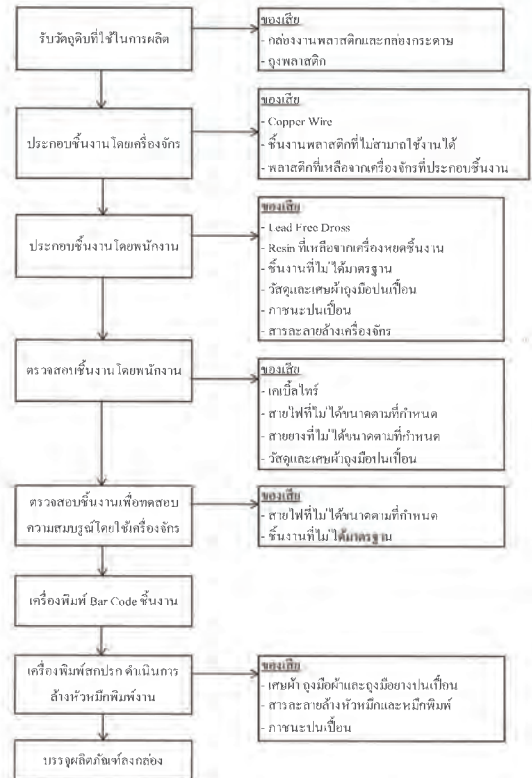 รับวัตถุดิบที่ใช้ในการผลิต
ของเสีย
- กล่องงานพลาสติกและกล่องกระดาษ
- ถุงพลาสติก
ประกอบชิ้นงานโดยเครื่องจักร
ของเสีย
- Copper Wire
- ชิ้นงานพลาสติกที่ไม่สามาถใช้งานได้
- พลาสติกที่เหลือจากเครื่องจักรที่ประกอบชิ้นงาน
ประกอบชิ้นงานโดยพนักงาน
ของเสีย
- Lead Free Dross
- Resin ที่เหลือจากเครื่องหยดชิ้นงาน
- ชิ้นงานที่ไม่ได้มาตรฐาน
- วัสดุและเศษผ้าถุงมือปนเปื้อน
- ภาชนะปนเปื้อน
- สารละลายล้างเครื่องจักร
ตรวจสอบชิ้นงานโดยพนักงาน
ของเสีย
- เคเบิ้ลไทร์
- สายไฟที่ไม่ได้ขนาดตามที่กำหนด
- สายยางที่ไม่ได้ขนาดตามที่กำหนด
- วัสดุและเศษผ้าถุงมือปนเปื้อน
ตรวจสอบชิ้นงานเพื่อทดสอบ
ความสมบรูณ์โดยใช้เครื่องจักร
ของเสีย
- สายไฟที่ไม่ได้ขนาดตามที่กำหนด
- ชิ้นงานที่ไม่ได้มาตรฐาน
เครื่องพิมพ์ Bar Code ชิ้นงาน
เครื่องพิมพ์สกปรก ดำเนินการ
ล้างหัวหมึกพิมพ์งาน
ของเสีย
- เศษผ้า ถุงมือผ้าและถุงมือยางปนเปื้อน
- สารละลายล้างหัวหมึกและหมึกพิมพ์
- ภาชนะปนเปื้อน
บรรจุผลิตภัณฑ์ลงกล่อง